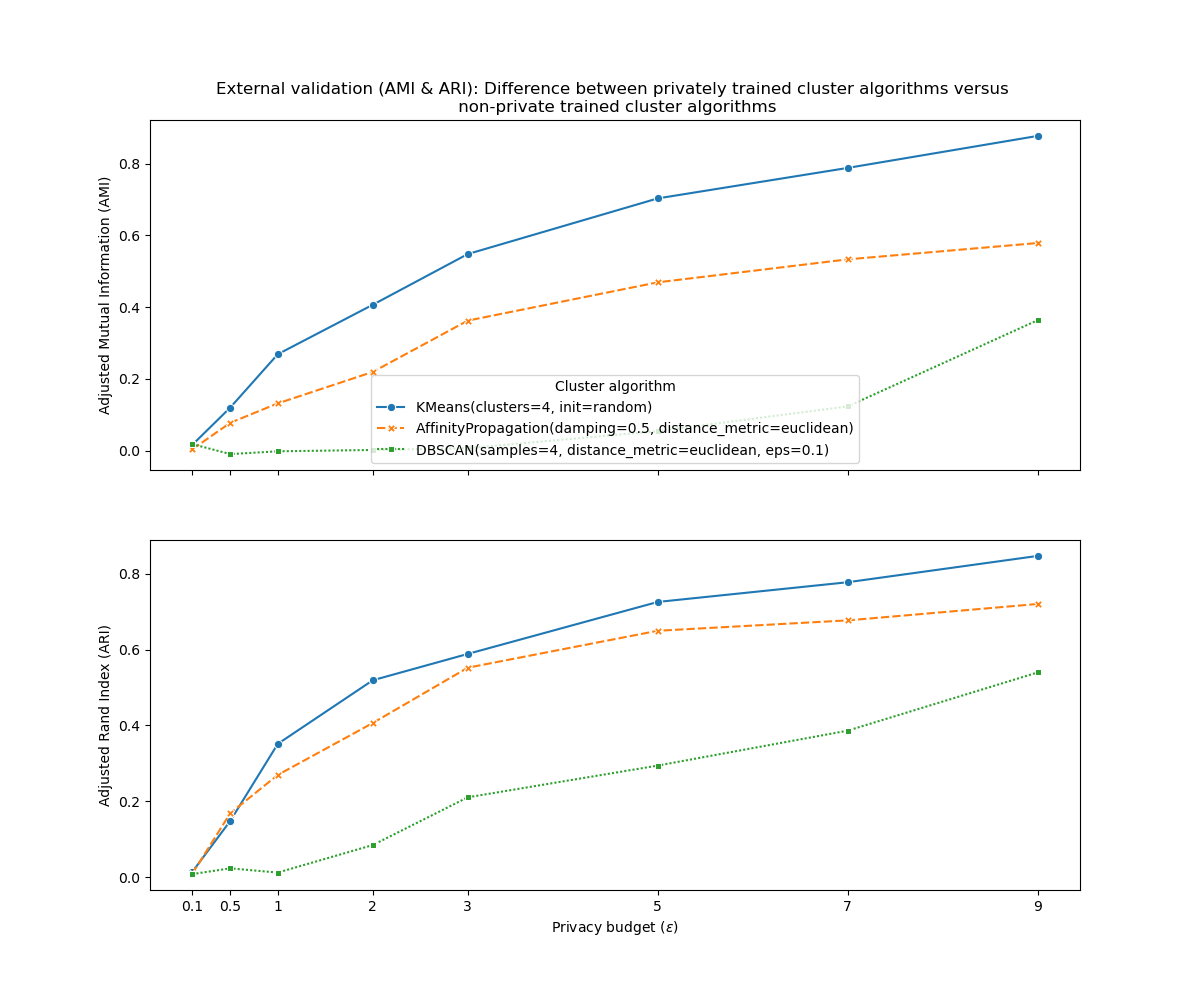 External validation (AMI & ARI): Difference between privately trained cluster algorithms versus
non-private trained cluster algorithms
Adjusted Mutual Information (AMI)
0.8
0.6
0.4
0.2
0.0
Cluster algorithm
KMeans(clusters=4, init=random)
AffinityPropagation(damping=0.5, distance_metric=euclidean)
DBSCAN(samples=4, distance_metric=euclidean, eps=0.1)
Adjusted Rand Index (ARI)
0.8
0.6
0.4
0.2
0.0
0.1 0.5 1 2 3 5 7 9
Privacy budget (ε)